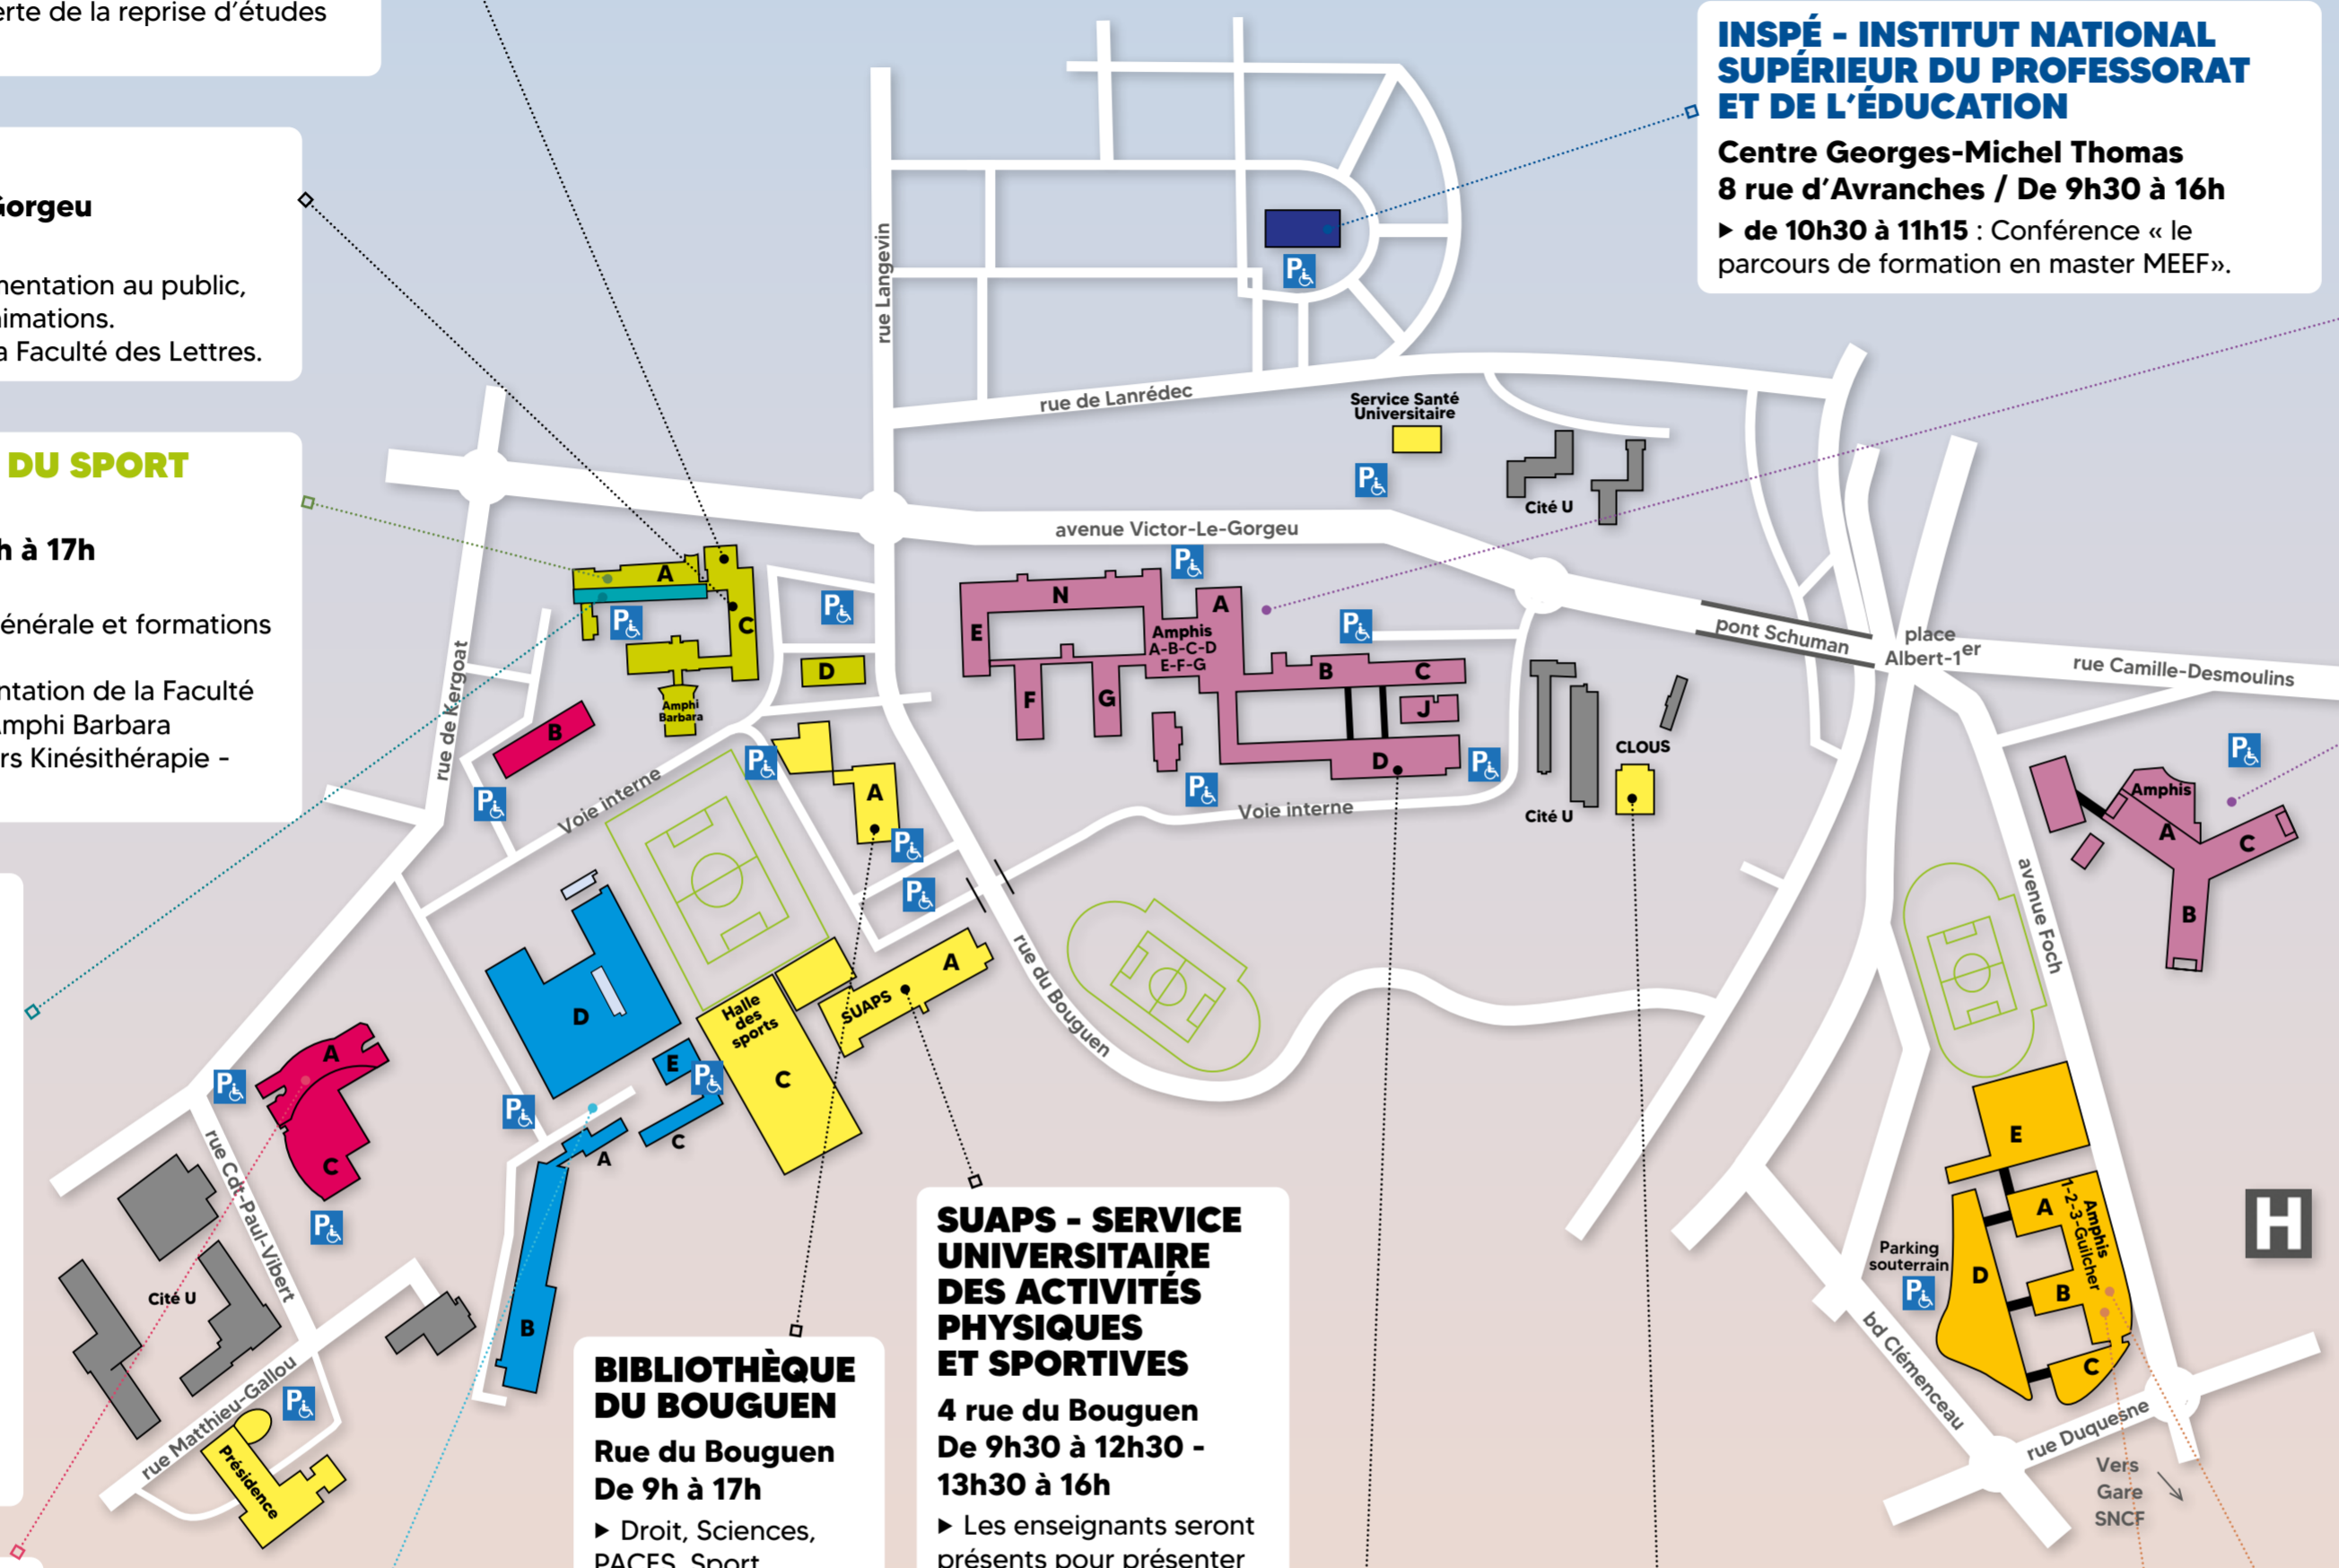 erte de la reprise d'études
Gorgeu
mentation au public,
nimations.
a Faculté des Lettres.
DU SPORT
h à 17h
énérale et formations
ntation de la Faculté
mphi Barbara
rs Kinésithérapie -
INSPÉ - INSTITUT NATIONAL
SUPÉRIEUR DU PROFESSORAT
ET DE L'ÉDUCATION
Centre Georges-Michel Thomas
8 rue d'Avranches / De 9h30 à 16h
▶ de 10h30 à 11h15 : Conférence « le
parcours de formation en master MEEF».
rue Langevin
rue de Lanrédec
P
Service Santé
Universitaire
P
Cité U
avenue Victor-Le-Gorgeu
pont Schuman
place
Albert-1er
rue Camille-Desmoulins
rue de Kergoat
A
C
P
Amphi
Barbara
P
D
B
P
Voie interne
P
A
P
P
N
E
A
Amphis
A-B-C-D
E-F-G
F
G
B
C
J
D
P
P
P
P
Voie interne
Cité U
CLOUS
P
Amphis
A
C
B
avenue Foch
rue du Bouguen
D
E
P
P
A
C
B
Halle
des
sports
C
SUAPS
A
P
A
C
P
rue Cdt-Paul-Vibert
Cité U
rue Matthieu-Gallou
P
Présidence
E
A
Amphis
1-2-3-Guilcher
B
D
C
Parking
souterrain
P
H
bd Clémenceau
rue Duquesne
Vers
Gare
SNCF
BIBLIOTHÈQUE
DU BOUGUEN
Rue du Bouguen
De 9h à 17h
▶ Droit, Sciences,
PACES, Sport
SUAPS - SERVICE
UNIVERSITAIRE
DES ACTIVITÉS
PHYSIQUES
ET SPORTIVES
4 rue du Bouguen
De 9h30 à 12h30 -
13h30 à 16h
▶ Les enseignants seront
présents pour présenter